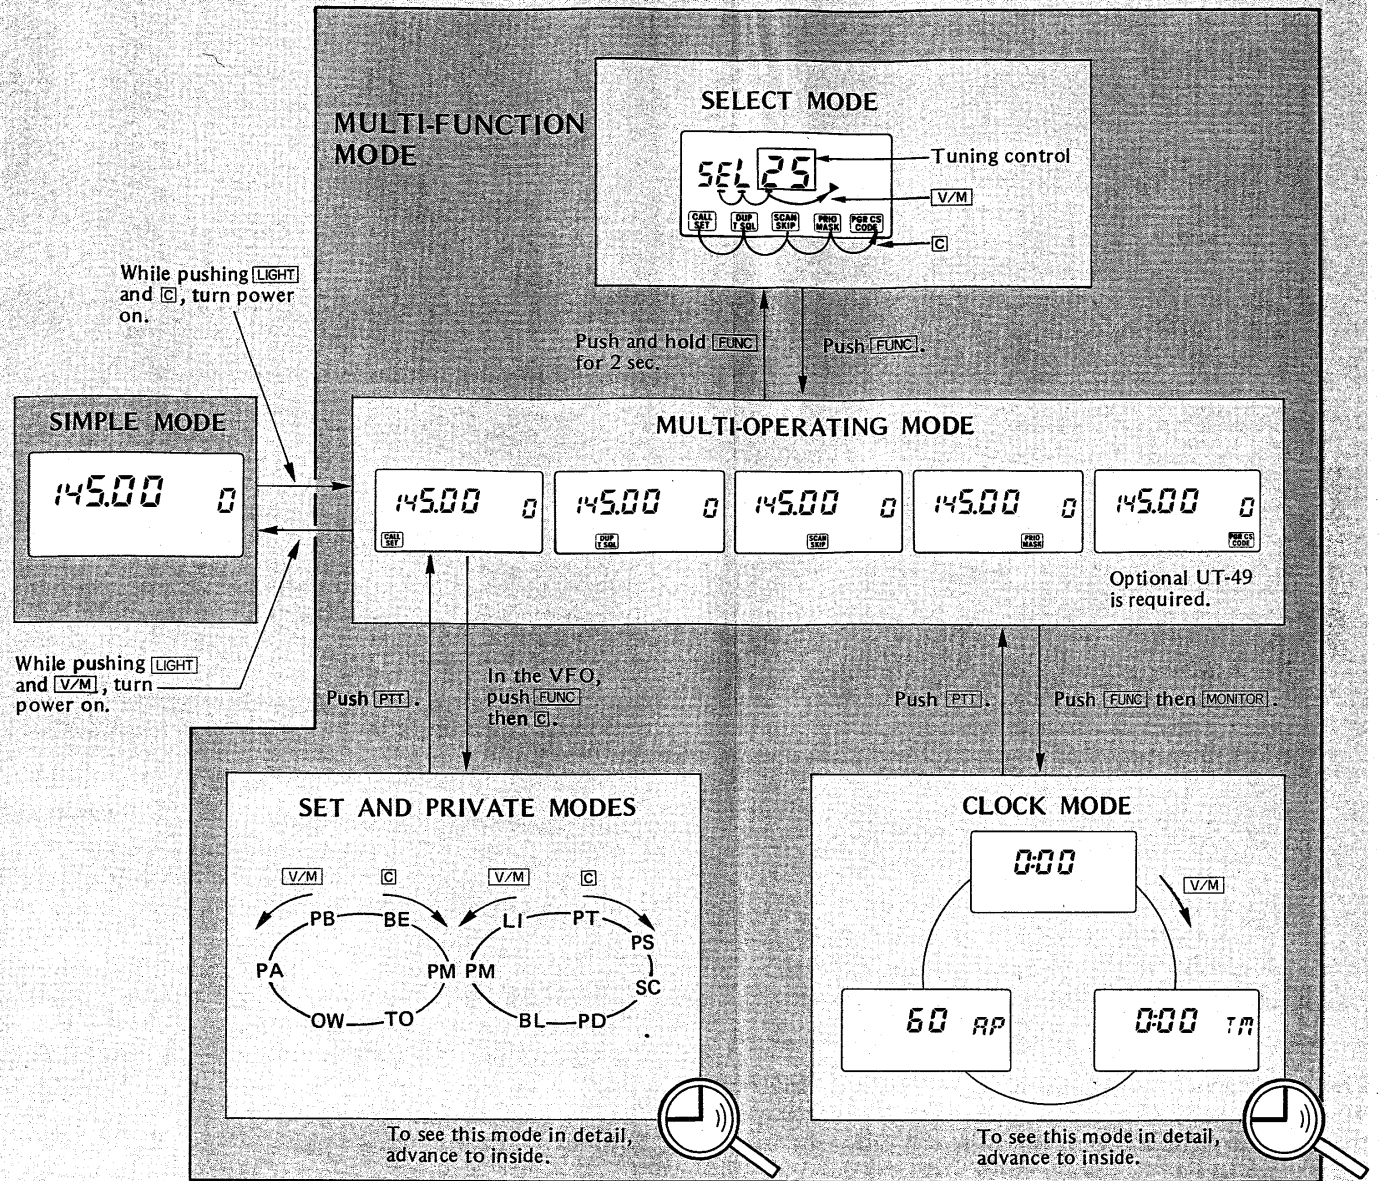 MULTI-FUNCTION
MODE
SELECT MODE
SEL 25
Tuning control
V/M
CALL SET
DUP T SQL
SCAN SKIP
PRIO MASK
PGR CS CODE
C
While pushing LIGHT
and C, turn power
on.
Push and hold FUNC
for 2 sec.
Push FUNC.
SIMPLE MODE
145.00 0
MULTI-OPERATING MODE
145.00 0
CALL SET
145.00 0
DUP T SQL
145.00 0
SCAN SKIP
145.00 0
PRIO MASK
145.00 0
PGR CS CODE
Optional UT-49
is required.
While pushing LIGHT
and V/M, turn
power on.
Push PTT.
In the VFO,
push FUNC
then C.
Push PTT.
Push FUNC then MONITOR.
SET AND PRIVATE MODES
V/M C V/M C
PB BE LI PT
PS
PA PM PM
SC
OW TO BL PD
To see this mode in detail,
advance to inside.
CLOCK MODE
0:00
V/M
60 AP
0:00 TM
To see this mode in detail,
advance to inside.